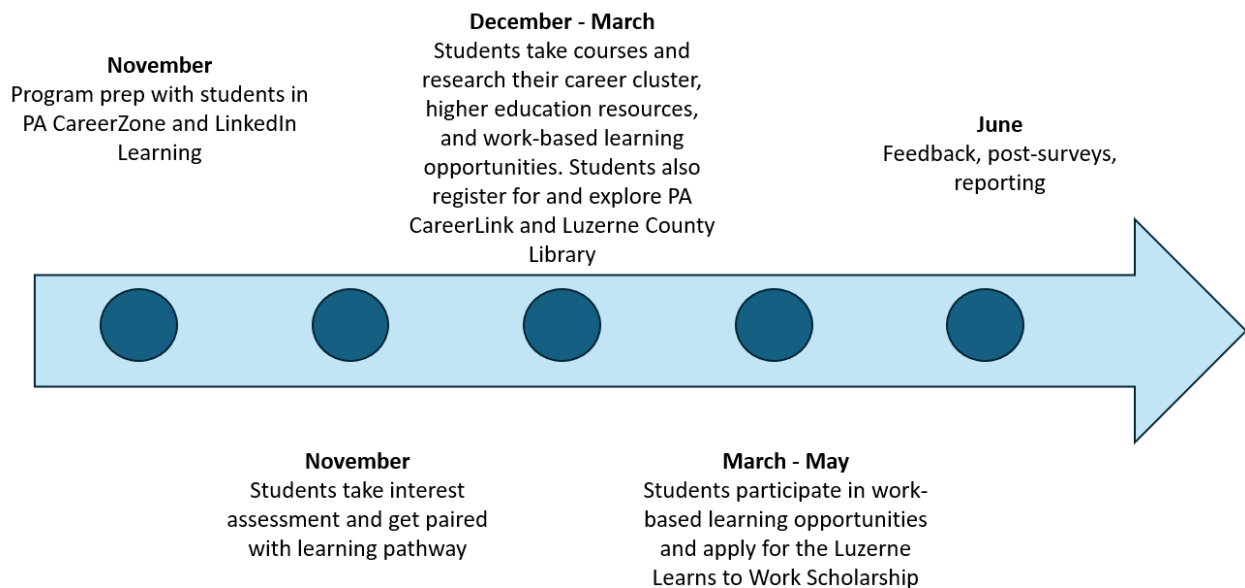 November
Program prep with students in
PA CareerZone and LinkedIn
Learning
November
Students take interest
assessment and get paired
with learning pathway
December - March
Students take courses and
research their career cluster,
higher education resources,
and work-based learning
opportunities. Students also
register for and explore PA
CareerLink and Luzerne County
Library
March - May
Students participate in work-
based learning opportunities
and apply for the Luzerne
Learns to Work Scholarship
June
Feedback, post-surveys,
reporting